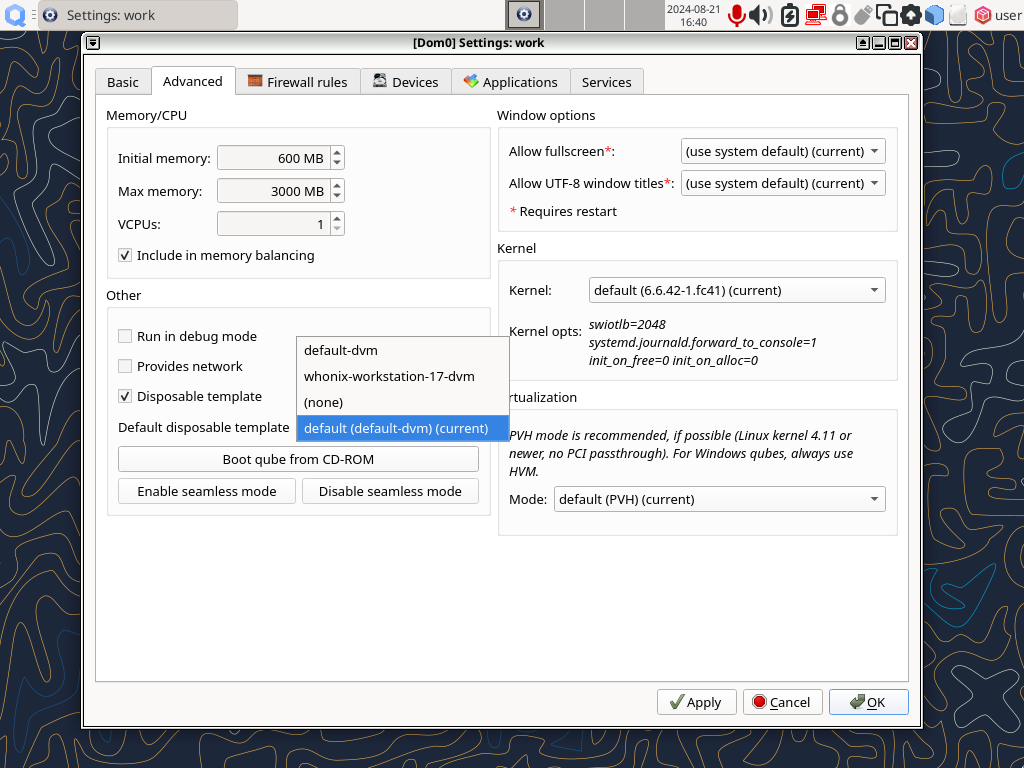 Settings: work
2024-08-21
16:40
user
[Dom0] Settings: work
Basic
Advanced
Firewall rules
Devices
Applications
Services
Memory/CPU
Initial memory:
600 MB
Max memory:
3000 MB
VCPUs:
1
Include in memory balancing
Other
Run in debug mode
Provides network
Disposable template
Default disposable template
default-dvm
whonix-workstation-17-dvm
(none)
default (default-dvm) (current)
Boot qube from CD-ROM
Enable seamless mode
Disable seamless mode
Window options
Allow fullscreen*:
(use system default) (current)
Allow UTF-8 window titles*:
(use system default) (current)
* Requires restart
Kernel
Kernel:
default (6.6.42-1.fc41) (current)
Kernel opts:
swiotlb=2048
systemd.journald.forward_to_console=1
init_on_free=0 init_on_alloc=0
rtualization
PVH mode is recommended, if possible (Linux kernel 4.11 or
newer, no PCI passthrough). For Windows qubes, always use
HVM.
Mode:
default (PVH) (current)
Apply
Cancel
OK